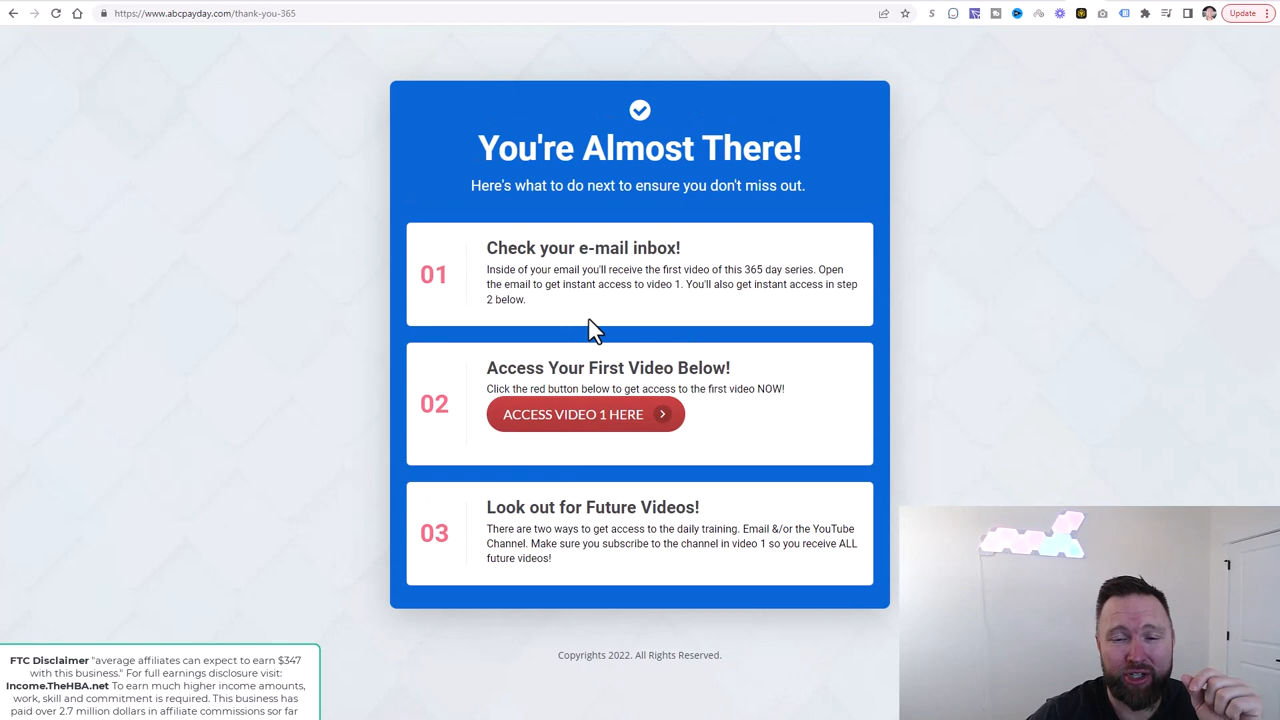 https://www.abcpayday.com/thank-you-365
Update
You're Almost There!
Here's what to do next to ensure you don't miss out.
01
Check your e-mail inbox!
Inside of your email you'll receive the first video of this 365 day series. Open
the email to get instant access to video 1. You'll also get instant access in step
2 below.
02
Access Your First Video Below!
Click the red button below to get access to the first video NOW!
ACCESS VIDEO 1 HERE
03
Look out for Future Videos!
There are two ways to get access to the daily training. Email &/or the YouTube
Channel. Make sure you subscribe to the channel in video 1 so you receive ALL
future videos!
Copyrights 2022. All Rights Reserved.
FTC Disclaimer "average affiliates can expect to earn $347
with this business." For full earnings disclosure visit:
Income.TheHBA.net To earn much higher income amounts,
work, skill and commitment is required. This business has
paid over 2.7 million dollars in affiliate commissions sor far